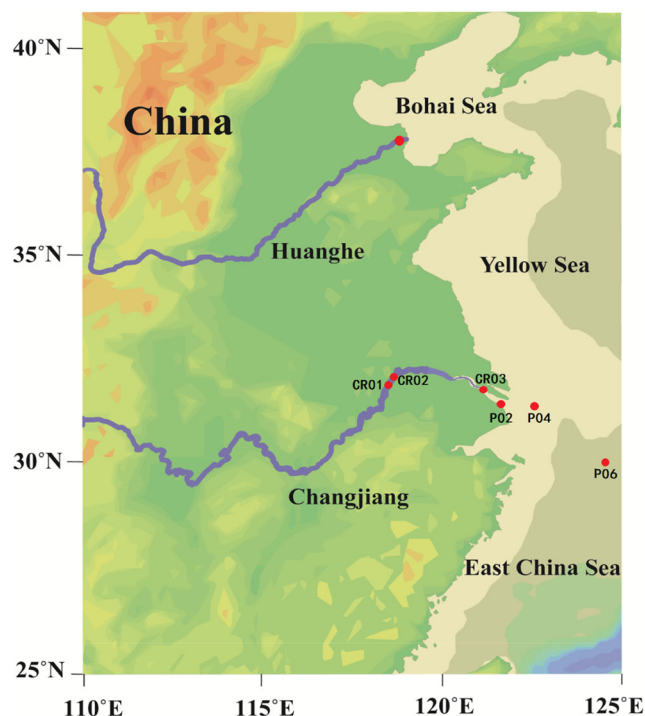 40°N
Bohai Sea
China
Huanghe
35°N
Yellow Sea
CR01
CR02
CR03
P02
P04
30°N
P06
Changjiang
East China Sea
25°N
110°E
115°E
120°E
125°E